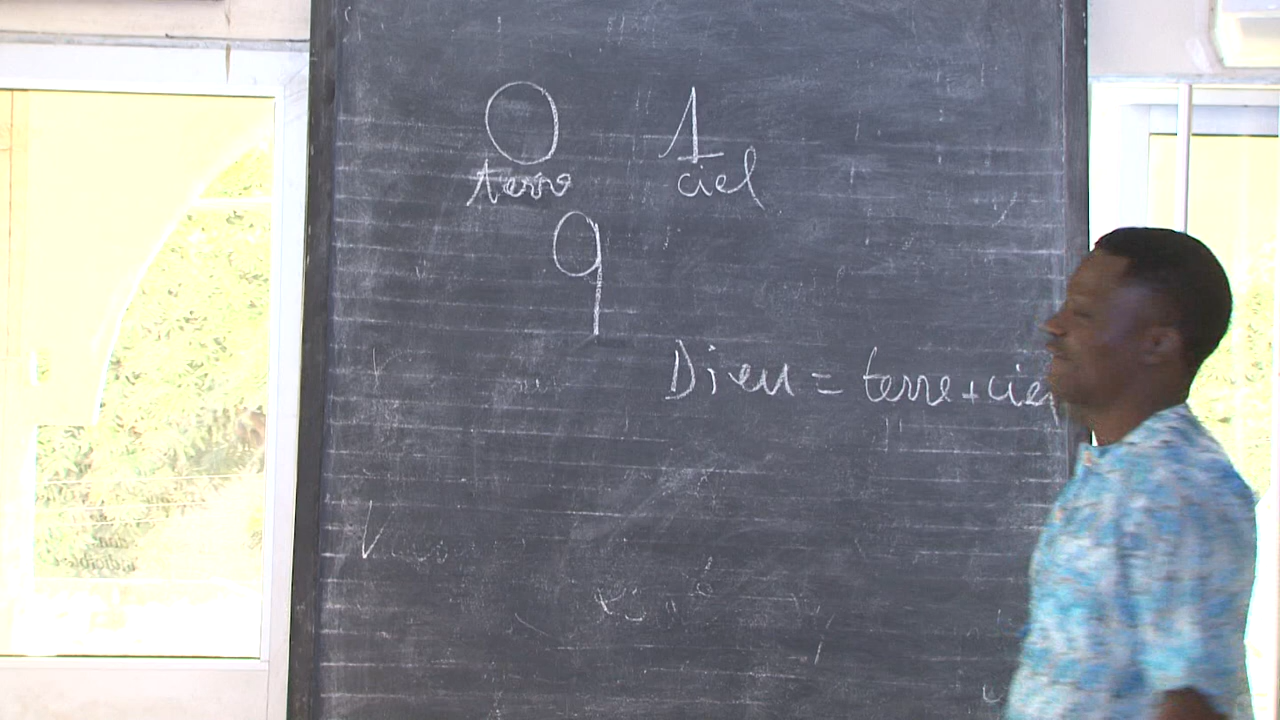 0 1
terre ciel
9
Dieu = terre + ciel